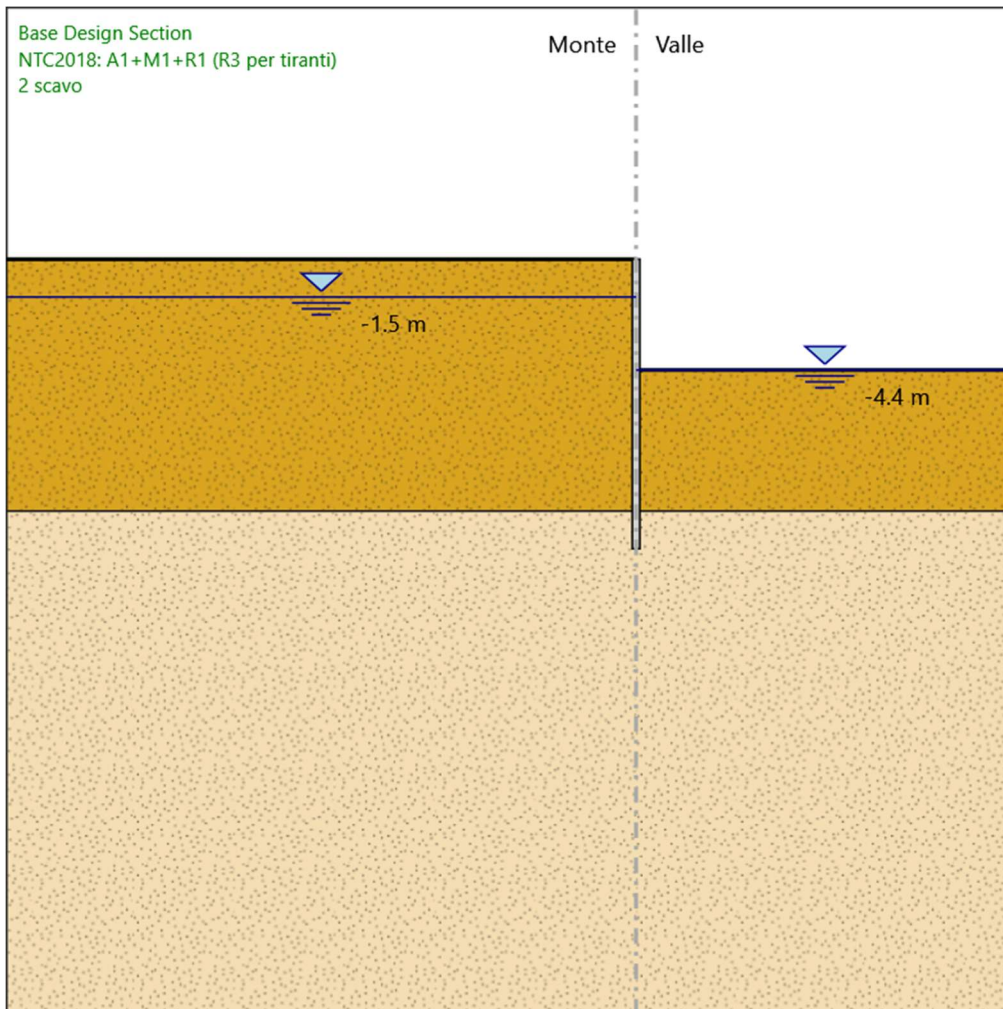 Base Design Section
NTC2018: A1+M1+R1 (R3 per tiranti)
2 scavo
Monte
Valle
-1.5 m
-4.4 m